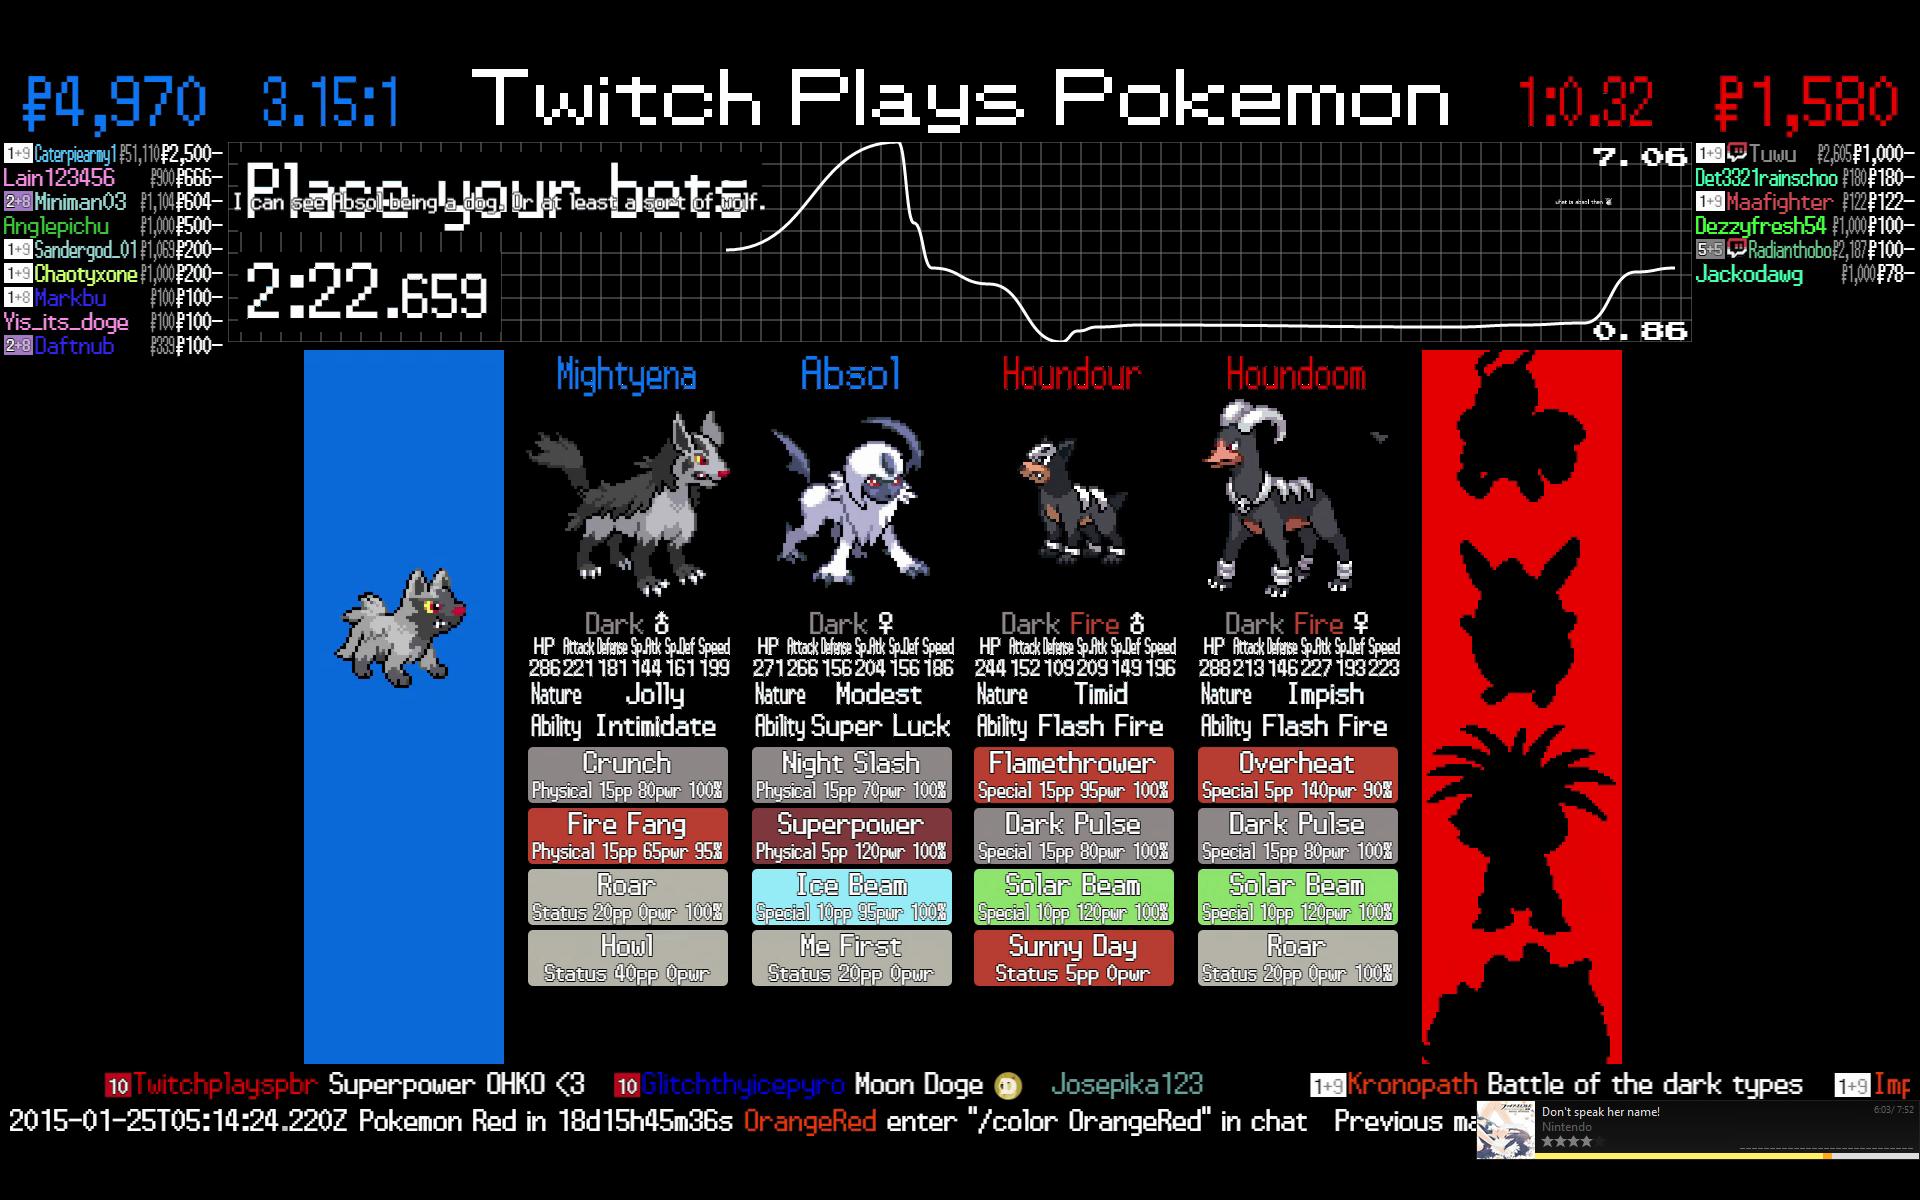 ₽4,970 3.15:1 Twitch Plays Pokemon 1:0.32 ₽1,580
1+9 Caterpiearmy1 ₽51,110 ₽2,500-
Lain123456 ₽900 ₽666-
2+8 Miniman03 ₽1,104 ₽604-
Anglepichu ₽1,000 ₽500-
1+9 Sandergod_01 ₽1,069 ₽200-
1+9 Chaotyxone ₽1,000 ₽200-
1+8 Markbu ₽100 ₽100-
Yis_its_doge ₽100 ₽100-
2+8 Daftnub ₽339 ₽100-
Place your bets
I can see Absol being a dog. Or at least a sort of wolf.
2:22.659
7.06
what is absol then
0.86
1+9 Tuwu ₽2,605 ₽1,000-
Det3321rainschoo ₽180 ₽180-
1+9 Maafighter ₽122 ₽122-
Dezzyfresh54 ₽1,000 ₽100-
5+5 Radianthobo ₽2,187 ₽100-
Jackodawg ₽1,000 ₽78-
Mightyena
Dark ♂
HP Attack Defense Sp.Atk Sp.Def Speed
286 221 181 144 161 199
Nature Jolly
Ability Intimidate
Crunch
Physical 15pp 80pwr 100%
Fire Fang
Physical 15pp 65pwr 95%
Roar
Status 20pp 0pwr 100%
Howl
Status 40pp 0pwr
Absol
Dark ♀
HP Attack Defense Sp.Atk Sp.Def Speed
271 266 156 204 156 186
Nature Modest
Ability Super Luck
Night Slash
Physical 15pp 70pwr 100%
Superpower
Physical 5pp 120pwr 100%
Ice Beam
Special 10pp 95pwr 100%
Me First
Status 20pp 0pwr
Houndour
Dark Fire ♂
HP Attack Defense Sp.Atk Sp.Def Speed
244 152 109 209 149 196
Nature Timid
Ability Flash Fire
Flamethrower
Special 15pp 95pwr 100%
Dark Pulse
Special 15pp 80pwr 100%
Solar Beam
Special 10pp 120pwr 100%
Sunny Day
Status 5pp 0pwr
Houndoom
Dark Fire ♀
HP Attack Defense Sp.Atk Sp.Def Speed
288 213 146 227 193 223
Nature Impish
Ability Flash Fire
Overheat
Special 5pp 140pwr 90%
Dark Pulse
Special 15pp 80pwr 100%
Solar Beam
Special 10pp 120pwr 100%
Roar
Status 20pp 0pwr 100%
10 Twitchplayspbr Superpower OHKO <3 10 Glitchthyicepyro Moon Doge Josepika123 1+9 Kronopath Battle of the dark types 1+9 Imp
2015-01-25T05:14:24.220Z Pokemon Red in 18d15h45m36s OrangeRed enter "/color OrangeRed" in chat Previous ma
Don't speak her name! 6:03/ 7:52
Nintendo